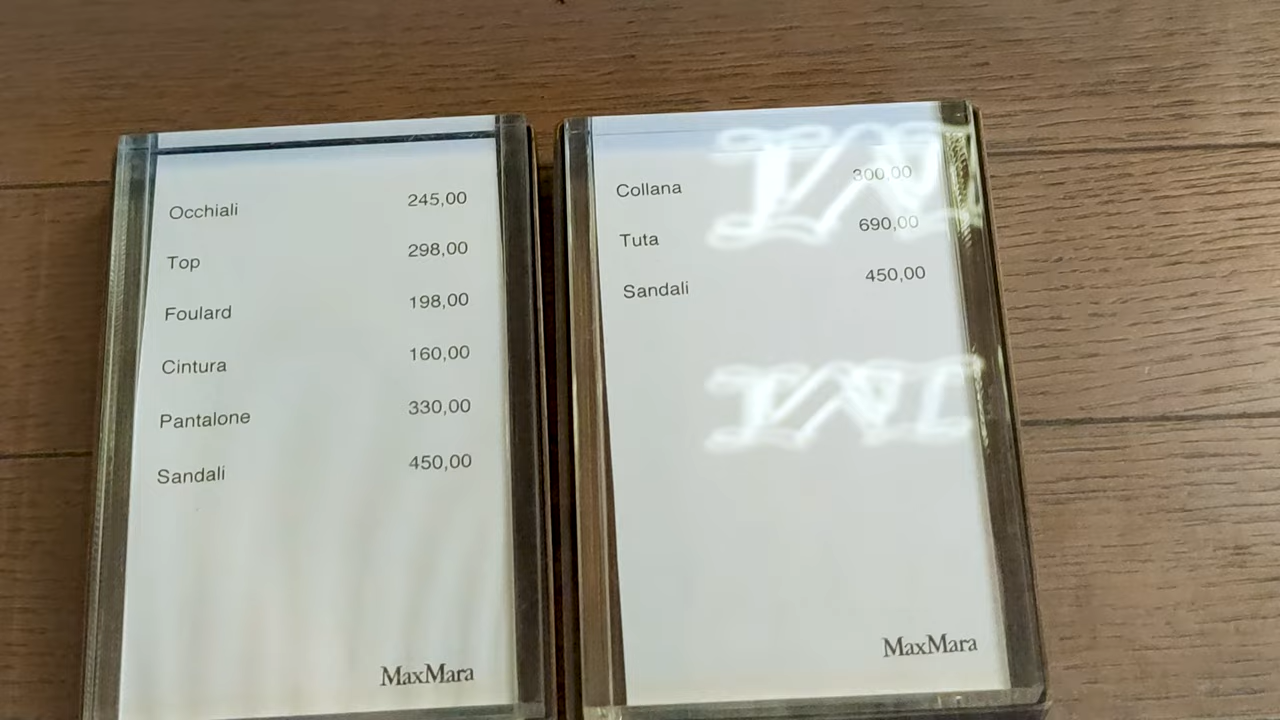 Occhiali 245,00
Top 298,00
Foulard 198,00
Cintura 160,00
Pantalone 330,00
Sandali 450,00
MaxMara
Collana 300,00
Tuta 690,00
Sandali 450,00
MaxMara